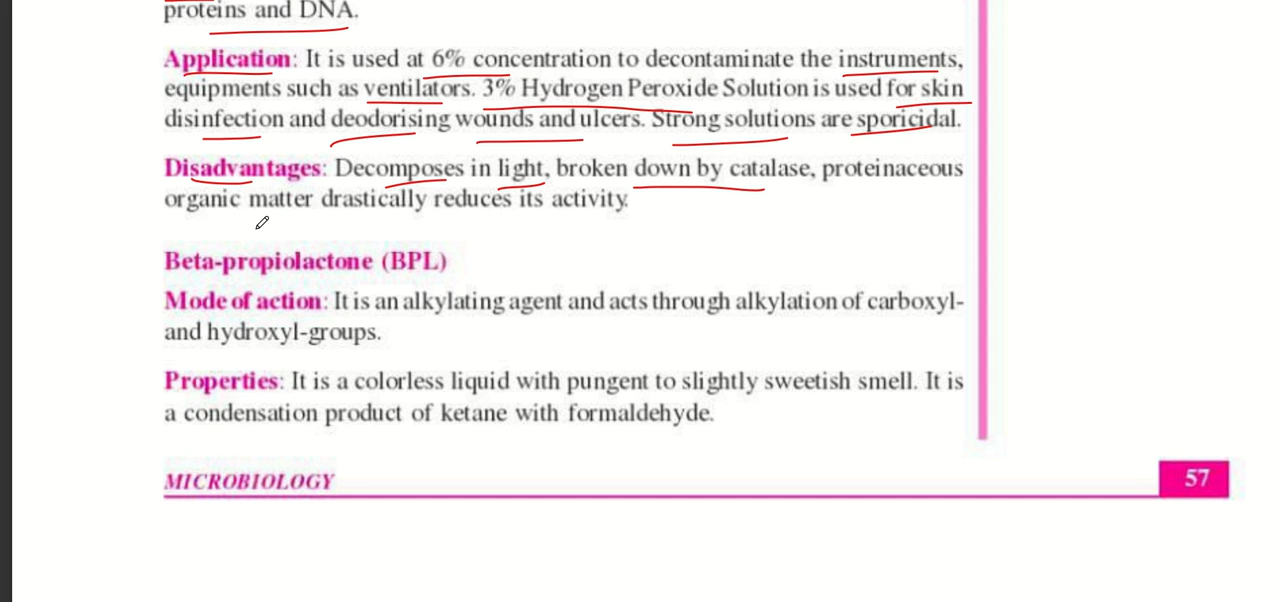 proteins and DNA.
Application: It is used at 6% concentration to decontaminate the instruments,
equipments such as ventilators. 3% Hydrogen Peroxide Solution is used for skin
disinfection and deodorising wounds and ulcers. Strong solutions are sporicidal.
Disadvantages: Decomposes in light, broken down by catalase, proteinaceous
organic matter drastically reduces its activity.
Beta-propiolactone (BPL)
Mode of action: It is an alkylating agent and acts through alkylation of carboxyl-
and hydroxyl-groups.
Properties: It is a colorless liquid with pungent to slightly sweetish smell. It is
a condensation product of ketane with formaldehyde.
MICROBIOLOGY 57